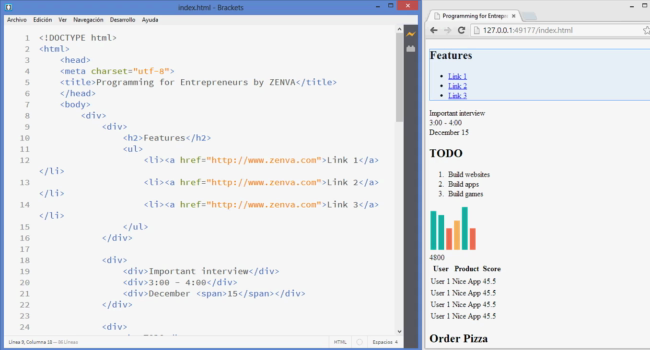 index.html - Brackets
Archivo Edición Ver Navegación Desarrollo Ayuda
1 <!DOCTYPE html>
2 <html>
3 <head>
4 <meta charset="utf-8">
5 <title>Programming for Entrepreneurs by ZENVA</title>
6 </head>
7 <body>
8 <div>
9 <div>
10 <h2>Features</h2>
11 <ul>
12 <li><a href="http://www.zenva.com">Link 1</a>
</li>
13 <li><a href="http://www.zenva.com">Link 2</a>
</li>
14 <li><a href="http://www.zenva.com">Link 3</a>
</li>
15 </ul>
16 </div>
17
18 <div>
19 <div>Important interview</div>
20 <div>3:00 - 4:00</div>
21 <div>December <span>15</span></div>
22 </div>
23
24 <div>
Línea 9, Columna 18 — 86 Líneas
HTML
Espacios: 4
Programming for Entrepre
127.0.0.1:49177/index.html
Features
Link 1
Link 2
Link 3
Important interview
3:00 - 4:00
December 15
TODO
1. Build websites
2. Build apps
3. Build games
4800
User Product Score
User 1 Nice App 45.5
User 1 Nice App 45.5
User 1 Nice App 45.5
User 1 Nice App 45.5
Order Pizza